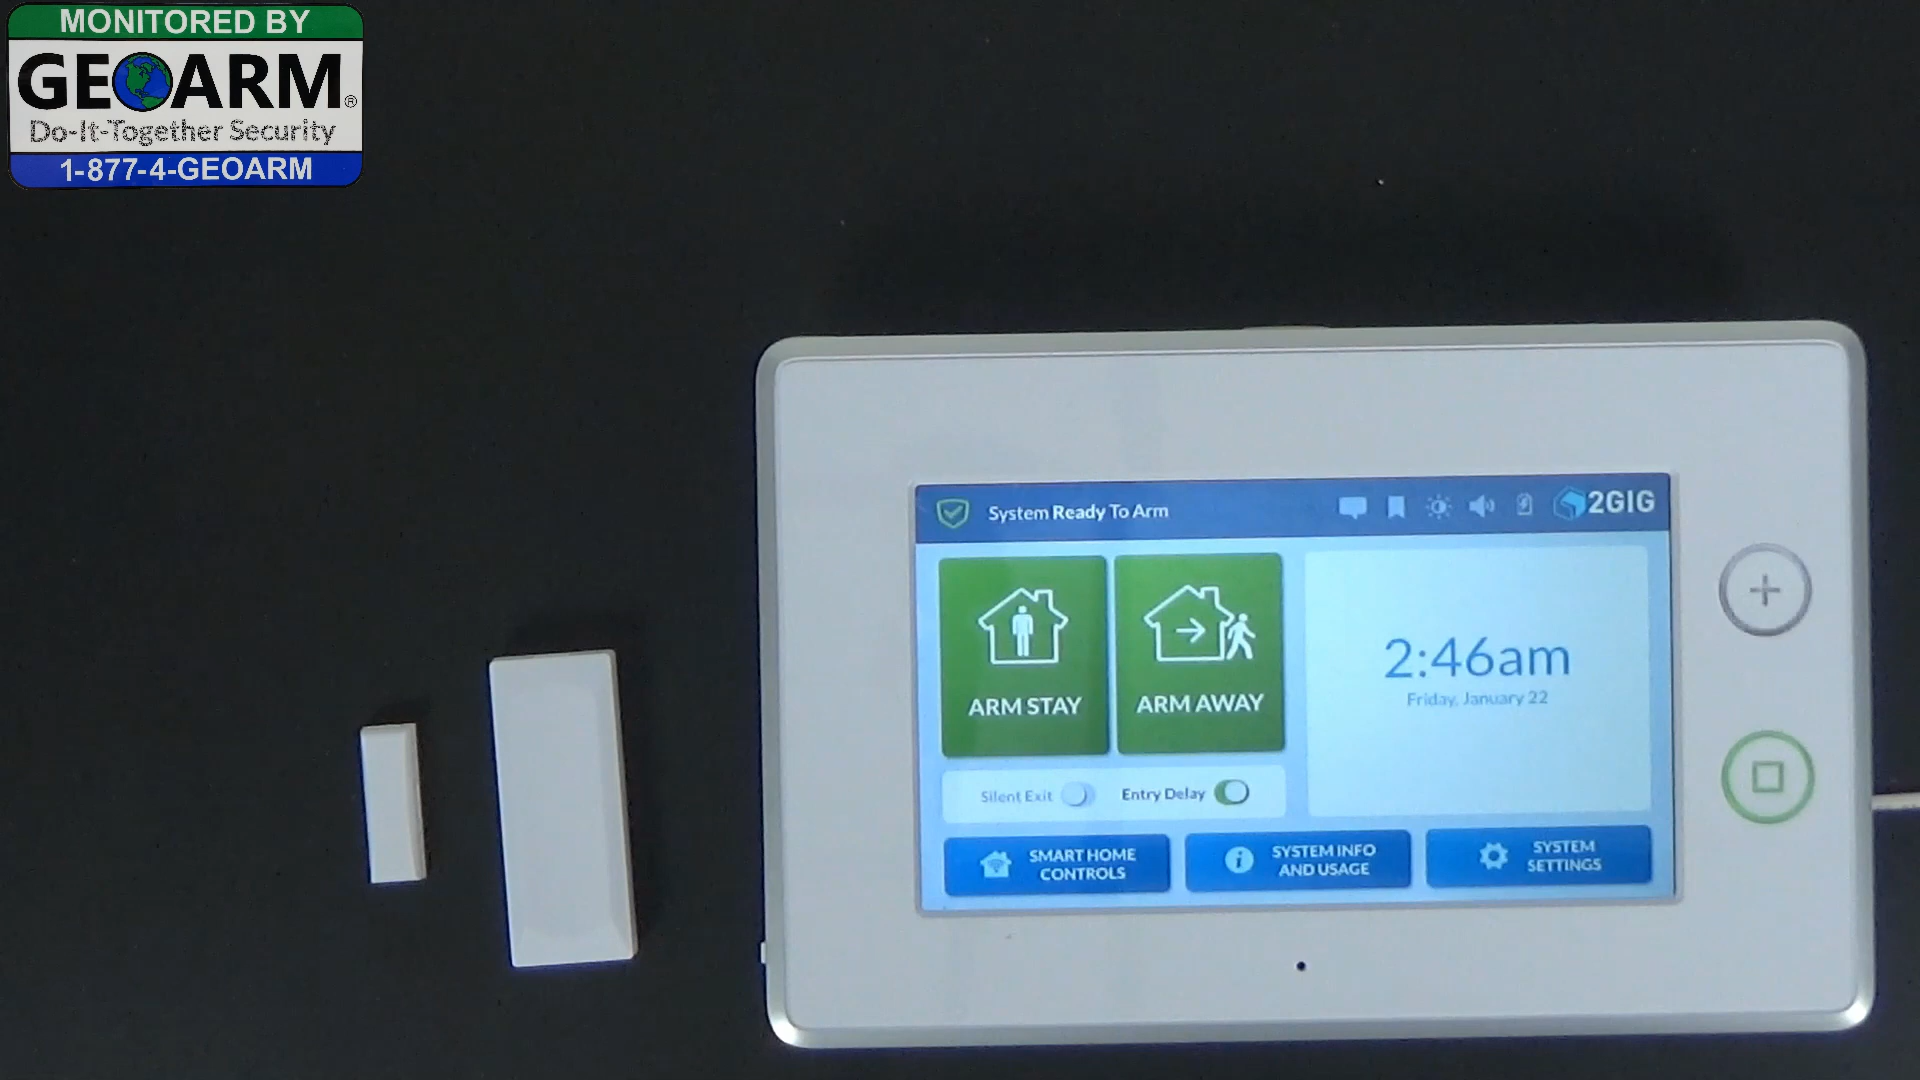 MONITORED BY
GEOARM®
Do-It-Together Security
1-877-4-GEOARM
System Ready To Arm
2GIG
ARM STAY
ARM AWAY
2:46am
Friday, January 22
Silent Exit
Entry Delay
SMART HOME
CONTROLS
SYSTEM INFO
AND USAGE
SYSTEM
SETTINGS